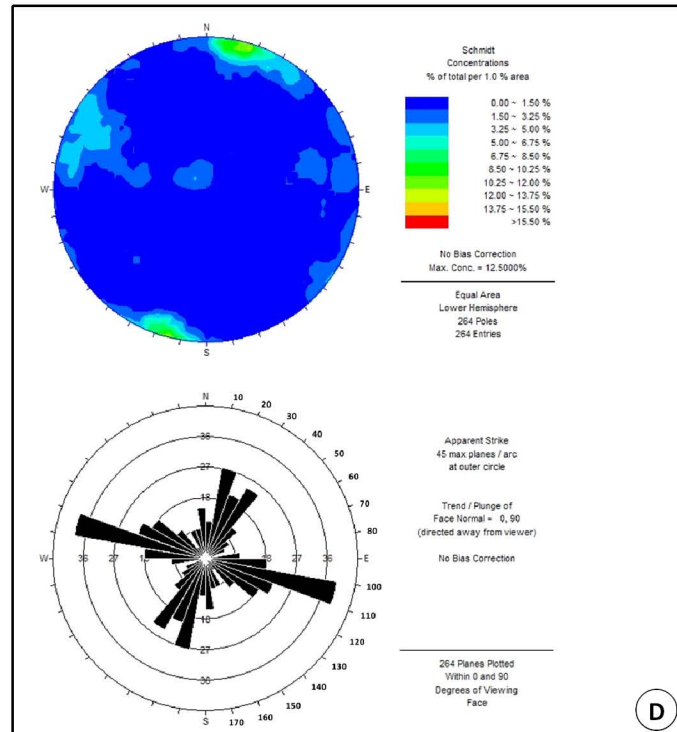 N
W
E
S
Schmidt
Concentrations
% of total per 1.0 % area
0.00 ~ 1.50 %
1.50 ~ 3.25 %
3.25 ~ 5.00 %
5.00 ~ 6.75 %
6.75 ~ 8.50 %
8.50 ~ 10.25 %
10.25 ~ 12.00 %
12.00 ~ 13.75 %
13.75 ~ 15.50 %
>15.50 %
No Bias Correction
Max. Conc. = 12.5000%
Equal Area
Lower Hemisphere
264 Poles
264 Entries
N
10
20
30
40
50
60
70
80
E
100
110
120
130
140
150
160
170
S
W
36
27
18
36
27
18
27
36
18
27
36
Apparent Strike
45 max planes / arc
at outer circle
Trend / Plunge of
Face Normal = 0, 90
(directed away from viewer)
No Bias Correction
264 Planes Plotted
Within 0 and 90
Degrees of Viewing
Face
D